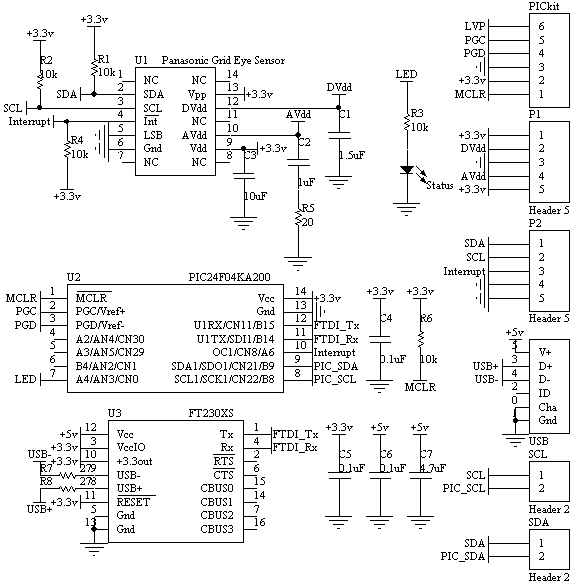 PICkit
LVP 6
PGC 5
PGD 4
3
+3.3v 2
MCLR 1
+3.3v
+3.3v
R2
10k
R1
10k
U1 Panasonic Grid Eye Sensor
1 NC NC 14
SDA 2 SDA Vpp 13 +3.3v
SCL 3 SCL DVdd 12 DVdd
Interrupt 4 Int NC 11
5 LSB AVdd 10 AVdd
6 Gnd Vdd 9 +3.3v
7 NC NC 8
R4
10k
+3.3v
C3
10uF
C2
1uF
R5
20
C1
1.5uF
LED
R3
10k
Status
P1
+3.3v 1
DVdd 2
3
AVdd 4
+3.3v 5
Header 5
P2
SDA 1
SCL 2
Interrupt 3
4
5
Header 5
U2 PIC24F04KA200
MCLR 1 MCLR Vcc 14 +3.3v
PGC 2 PGC/Vref+ Gnd 13
PGD 3 PGD/Vref- U1RX/CN11/B15 12 FTDI_Tx
4 A2/AN4/CN30 U1TX/SDI1/B14 11 FTDI_Rx
5 A3/AN5/CN29 OC1/CN8/A6 10 Interrupt
6 B4/AN2/CN1 SDA1/SDO1/CN21/B9 9 PIC_SDA
LED 7 A4/AN3/CN0 SCL1/SCK1/CN22/B8 8 PIC_SCL
+3.3v
C4
0.1uF
+3.3v
R6
10k
MCLR
+5v
1 V+
USB+ 3 D+
USB- 4 D-
2 ID
0 Cha
5 Gnd
USB
U3 FT230XS
+5v 12 Vcc Tx 1 FTDI_Tx
+3.3v 3 VccIO Rx 4 FTDI_Rx
+3.3v 10 +3.3out RTS 2
USB- R7 27 9 USB- CTS 6
R8 27 8 USB+ CBUS0 15
USB+ +3.3v 11 RESET CBUS1 14
5 Gnd CBUS2 7
13 Gnd CBUS3 16
+3.3v
C5
0.1uF
+5v
C6
0.1uF
+5v
C7
4.7uF
SCL
SCL 1
PIC_SCL 2
Header 2
SDA
SDA 1
PIC_SDA 2
Header 2